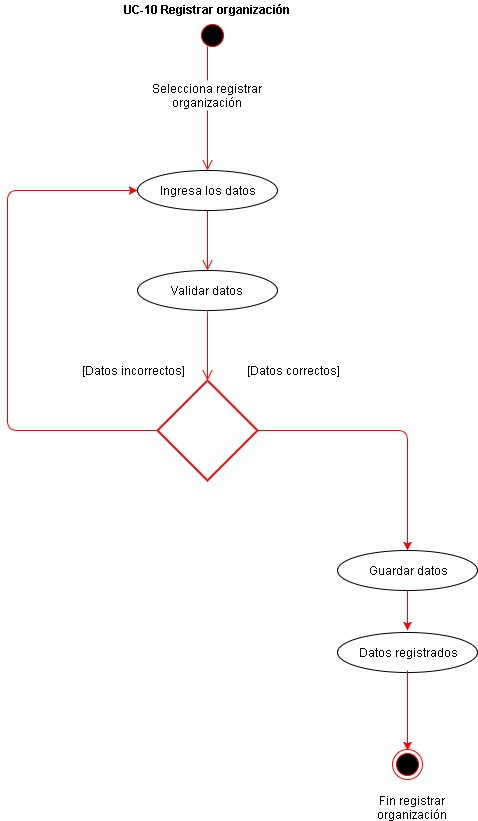 UC-10 Registrar organización
Selecciona registrar
organización
Ingresa los datos
Validar datos
[Datos incorrectos]
[Datos correctos]
Guardar datos
Datos registrados
Fin registrar
organización